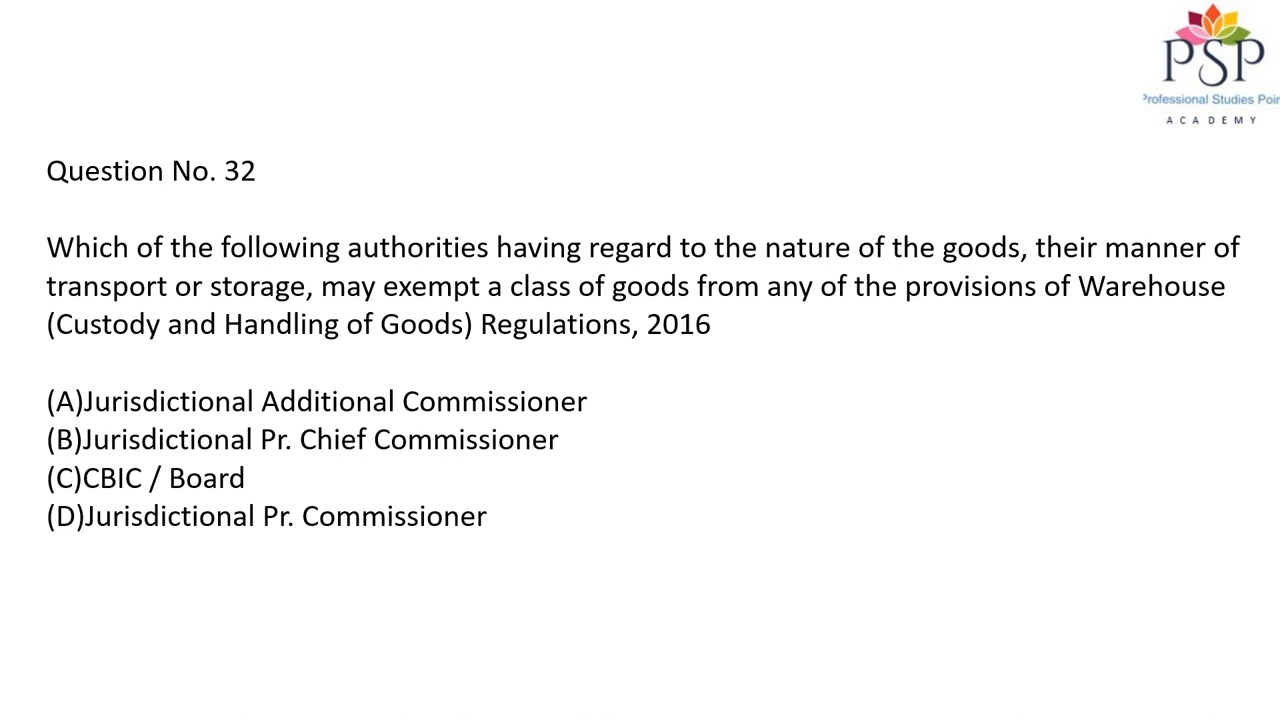 PSP
Professional Studies Poin
ACADEMY
Question No. 32
Which of the following authorities having regard to the nature of the goods, their manner of
transport or storage, may exempt a class of goods from any of the provisions of Warehouse
(Custody and Handling of Goods) Regulations, 2016
(A)Jurisdictional Additional Commissioner
(B)Jurisdictional Pr. Chief Commissioner
(C)CBIC / Board
(D)Jurisdictional Pr. Commissioner